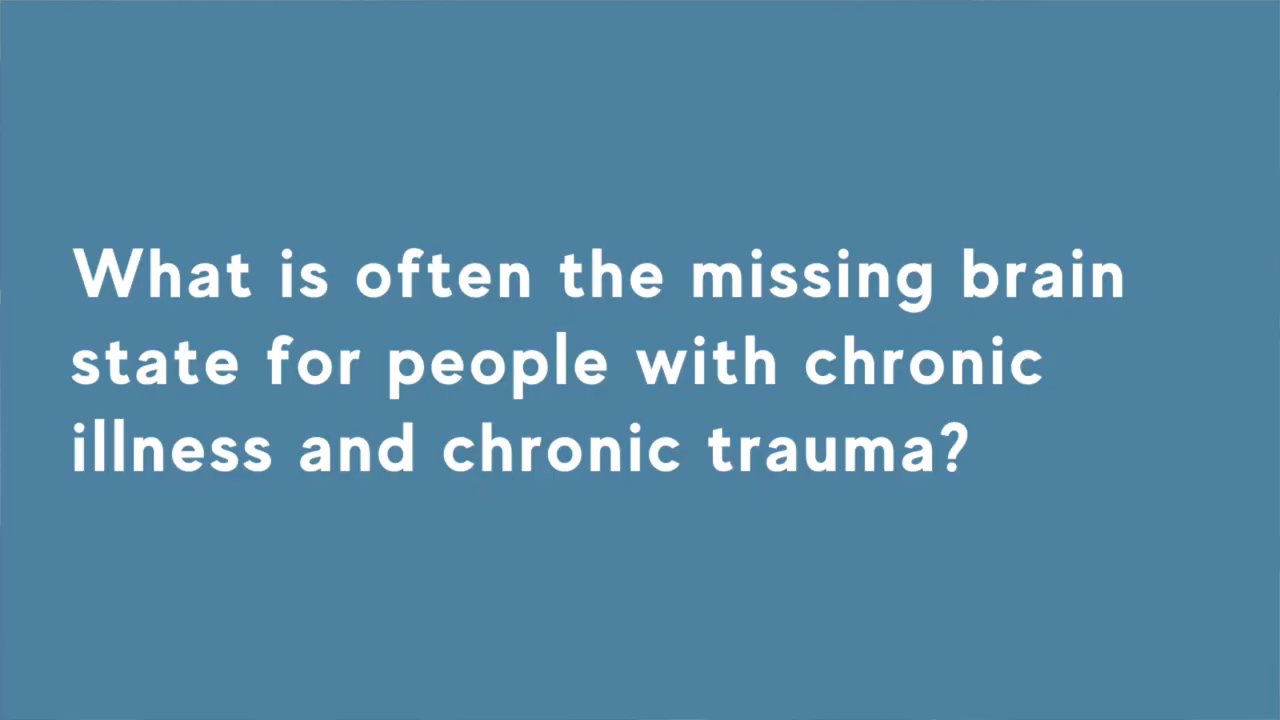 What is often the missing brain
state for people with chronic
illness and chronic trauma?